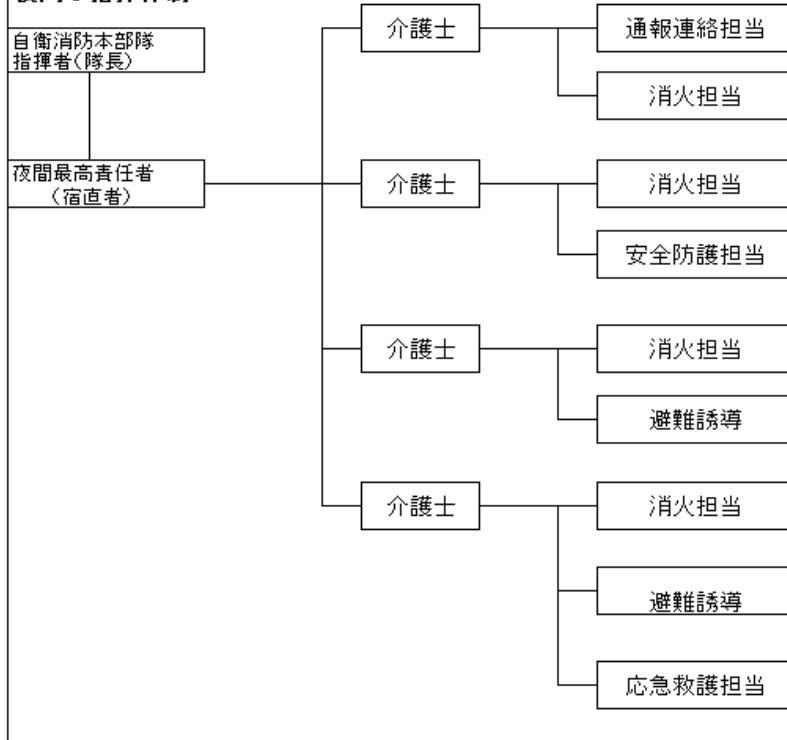 自衛消防本部隊
指揮者(隊長)
夜間最高責任者
(宿直者)
介護士
通報連絡担当
消火担当
介護士
消火担当
安全防護担当
介護士
消火担当
避難誘導
介護士
消火担当
避難誘導
応急救護担当